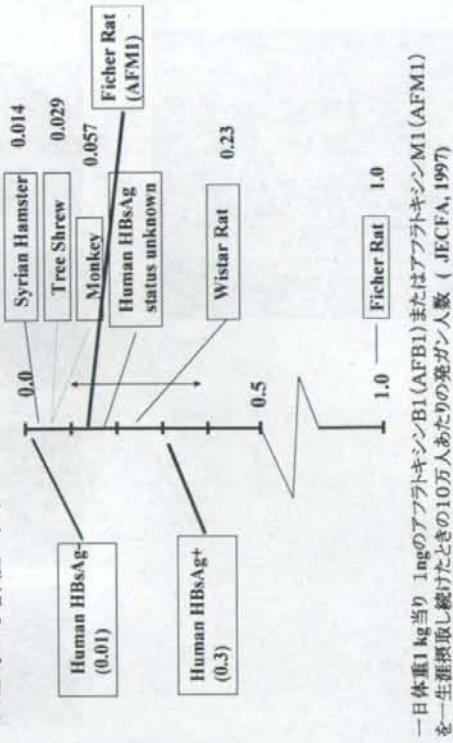 0.0
Syrian Hamster 0.014
Tree Shrew 0.029
Monkey 0.057
Human HBsAg-
(0.01)
Human HBsAg
status unknown
Ficher Rat
(AFM1)
Human HBsAg+
(0.3)
Wistar Rat 0.23
0.5
1.0 Ficher Rat 1.0
一日体重1kg当り 1ngのアフラトキシンB1(AFB1)またはアフラトキシンM1(AFM1)
を一生涯摂取し続けたときの10万人あたりの発ガン人数 ( JECFA, 1997)